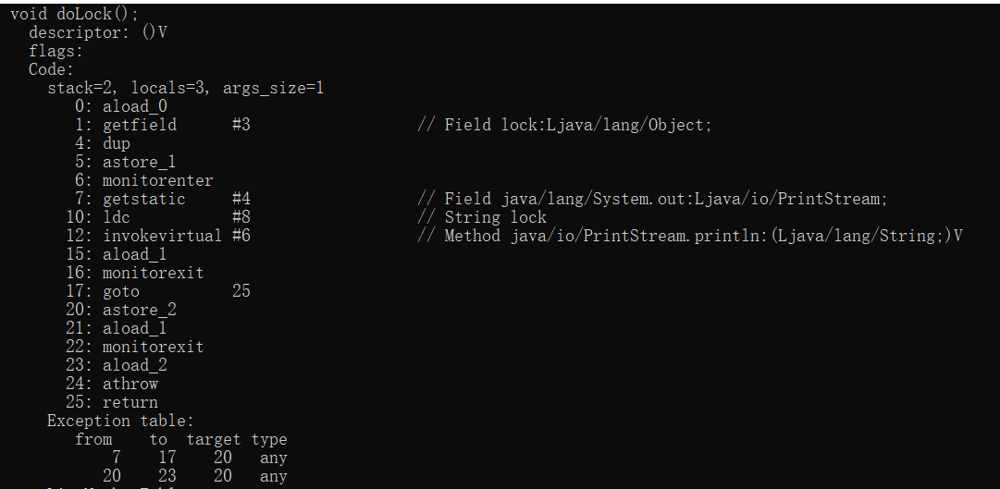 void doLock();
descriptor: ()V
flags:
Code:
stack=2, locals=3, args_size=1
0: aload_0
1: getfield #3 // Field lock:Ljava/lang/Object;
4: dup
5: astore_1
6: monitorenter
7: getstatic #4 // Field java/lang/System.out:Ljava/io/PrintStream;
10: ldc #8 // String lock
12: invokevirtual #6 // Method java/io/PrintStream.println:(Ljava/lang/String;)V
15: aload_1
16: monitorexit
17: goto 25
20: astore_2
21: aload_1
22: monitorexit
23: aload_2
24: athrow
25: return
Exception table:
from to target type
7 17 20 any
20 23 20 any